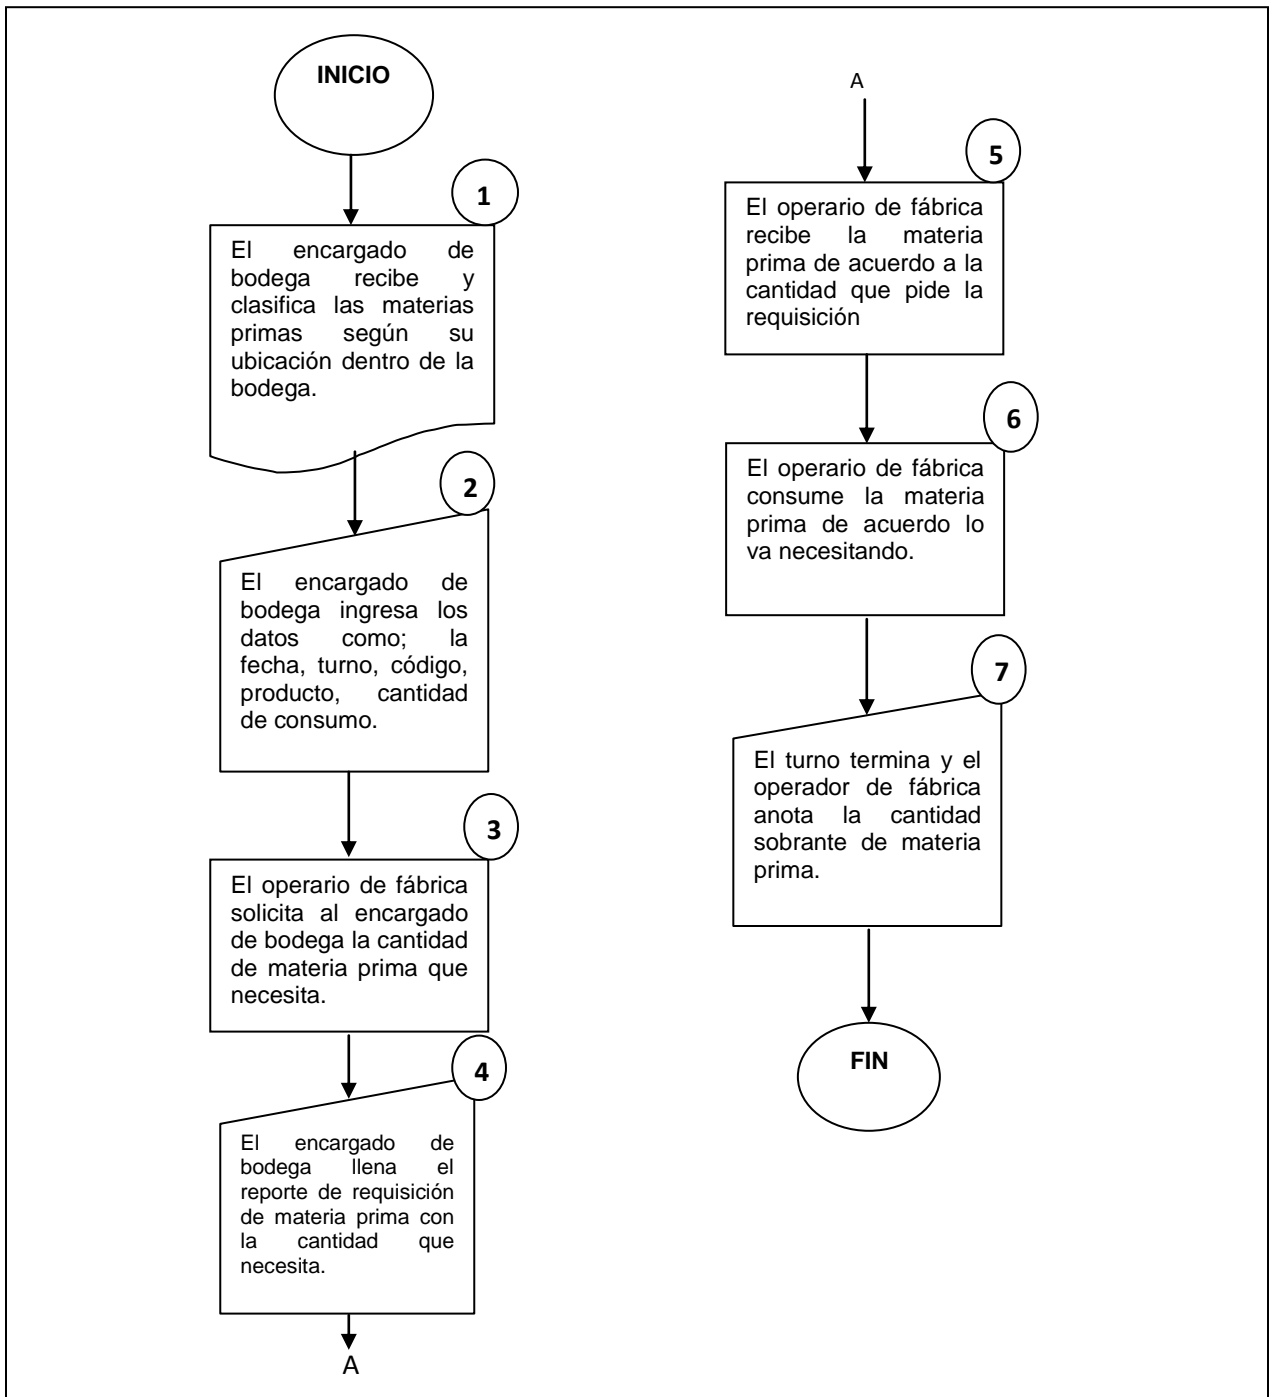 INICIO
1
El encargado de
bodega recibe y
clasifica las materias
primas según su
ubicación dentro de la
bodega.
2
El encargado de
bodega ingresa los
datos como; la
fecha, turno, código,
producto, cantidad
de consumo.
3
El operario de fábrica
solicita al encargado
de bodega la cantidad
de materia prima que
necesita.
4
El encargado de
bodega llena el
reporte de requisición
de materia prima con
la cantidad que
necesita.
A
A
5
El operario de fábrica
recibe la materia
prima de acuerdo a la
cantidad que pide la
requisición
6
El operario de fábrica
consume la materia
prima de acuerdo lo
va necesitando.
7
El turno termina y el
operador de fábrica
anota la cantidad
sobrante de materia
prima.
FIN